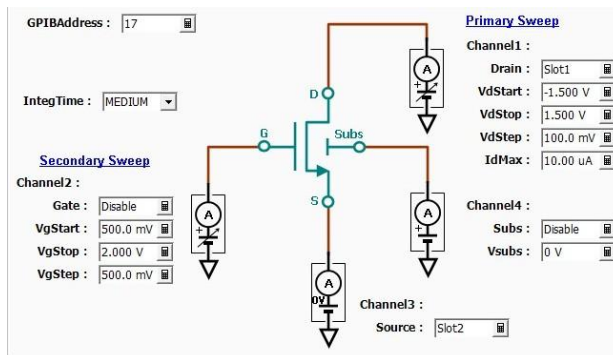 GPIBAddress : 17
IntegTime : MEDIUM
Secondary Sweep
Channel2 :
Gate : Disable
VgStart : 500.0 mV
VgStop : 2.000 V
VgStep : 500.0 mV
G
D
Subs
S
A
A
A
A
0V
Channel3 :
Source : Slot2
Primary Sweep
Channel1 :
Drain : Slot1
VdStart : -1.500 V
VdStop : 1.500 V
VdStep : 100.0 mV
IdMax : 10.00 uA
Channel4 :
Subs : Disable
Vsubs : 0 V